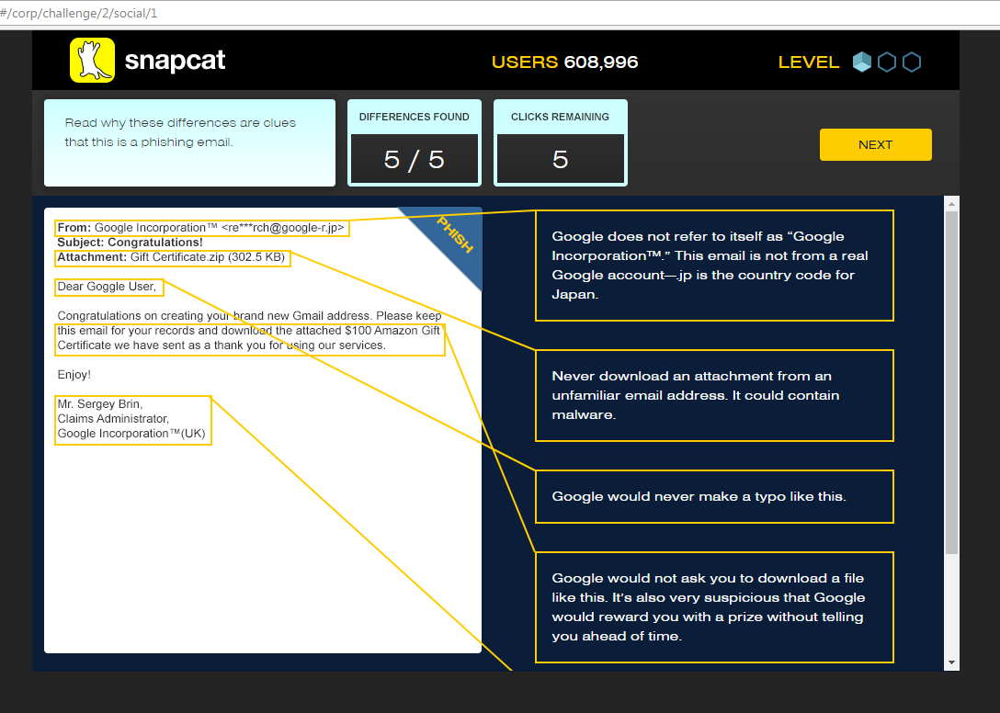 #/corp/challenge/2/social/1
snapcat
USERS 608,996
LEVEL
Read why these differences are clues
that this is a phishing email.
DIFFERENCES FOUND
5 / 5
CLICKS REMAINING
5
NEXT
PHISH
From: Google Incorporation™ <re***rch@google-r.jp>
Subject: Congratulations!
Attachment: Gift Certificate.zip (302.5 KB)
Dear Goggle User,
Congratulations on creating your brand new Gmail address. Please keep
this email for your records and download the attached $100 Amazon Gift
Certificate we have sent as a thank you for using our services.
Enjoy!
Mr. Sergey Brin,
Claims Administrator,
Google Incorporation™(UK)
Google does not refer to itself as “Google
Incorporation™.” This email is not from a real
Google account—.jp is the country code for
Japan.
Never download an attachment from an
unfamiliar email address. It could contain
malware.
Google would never make a typo like this.
Google would not ask you to download a file
like this. It’s also very suspicious that Google
would reward you with a prize without telling
you ahead of time.